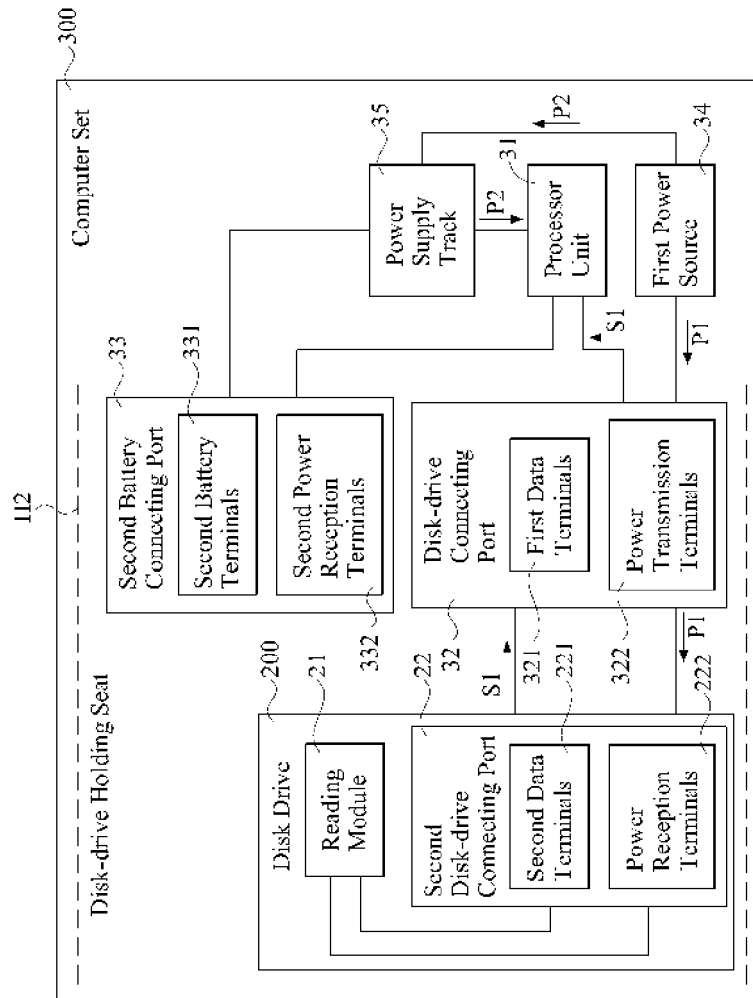 Computer Set
300
112
Disk-drive Holding Seat
Second Battery
Connecting Port
33
Second Battery
Terminals
331
Second Power
Reception
Terminals
332
Power
Supply
Track
35
P2
P2
Processor
Unit
31
First Power
Source
34
S1
P1
Disk-drive
Connecting
Port
32
First Data
Terminals
321
Power
Transmission
Terminals
322
S1
P1
Disk Drive
200
Reading
Module
21
Second
Disk-drive
Connecting Port
22
Second Data
Terminals
221
Power
Reception
Terminals
222